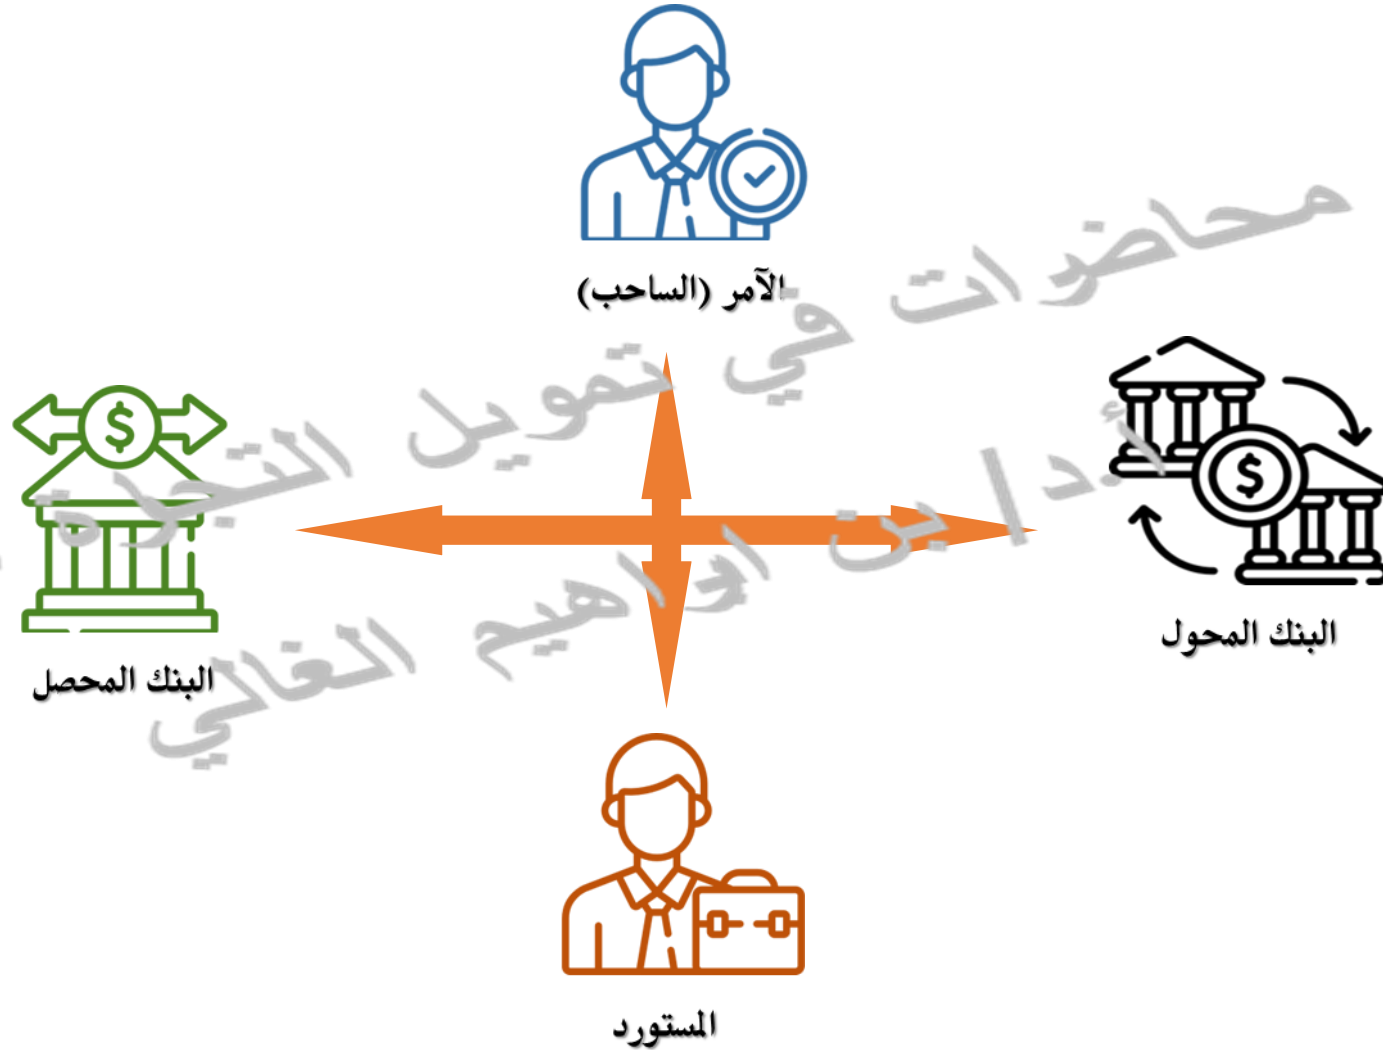 الآمر (الساحب)
محاضرات في تمويل التجارة
أ.د/ بن ابراهيم الغالي
البنك المحول
البنك المحصل
المستورد